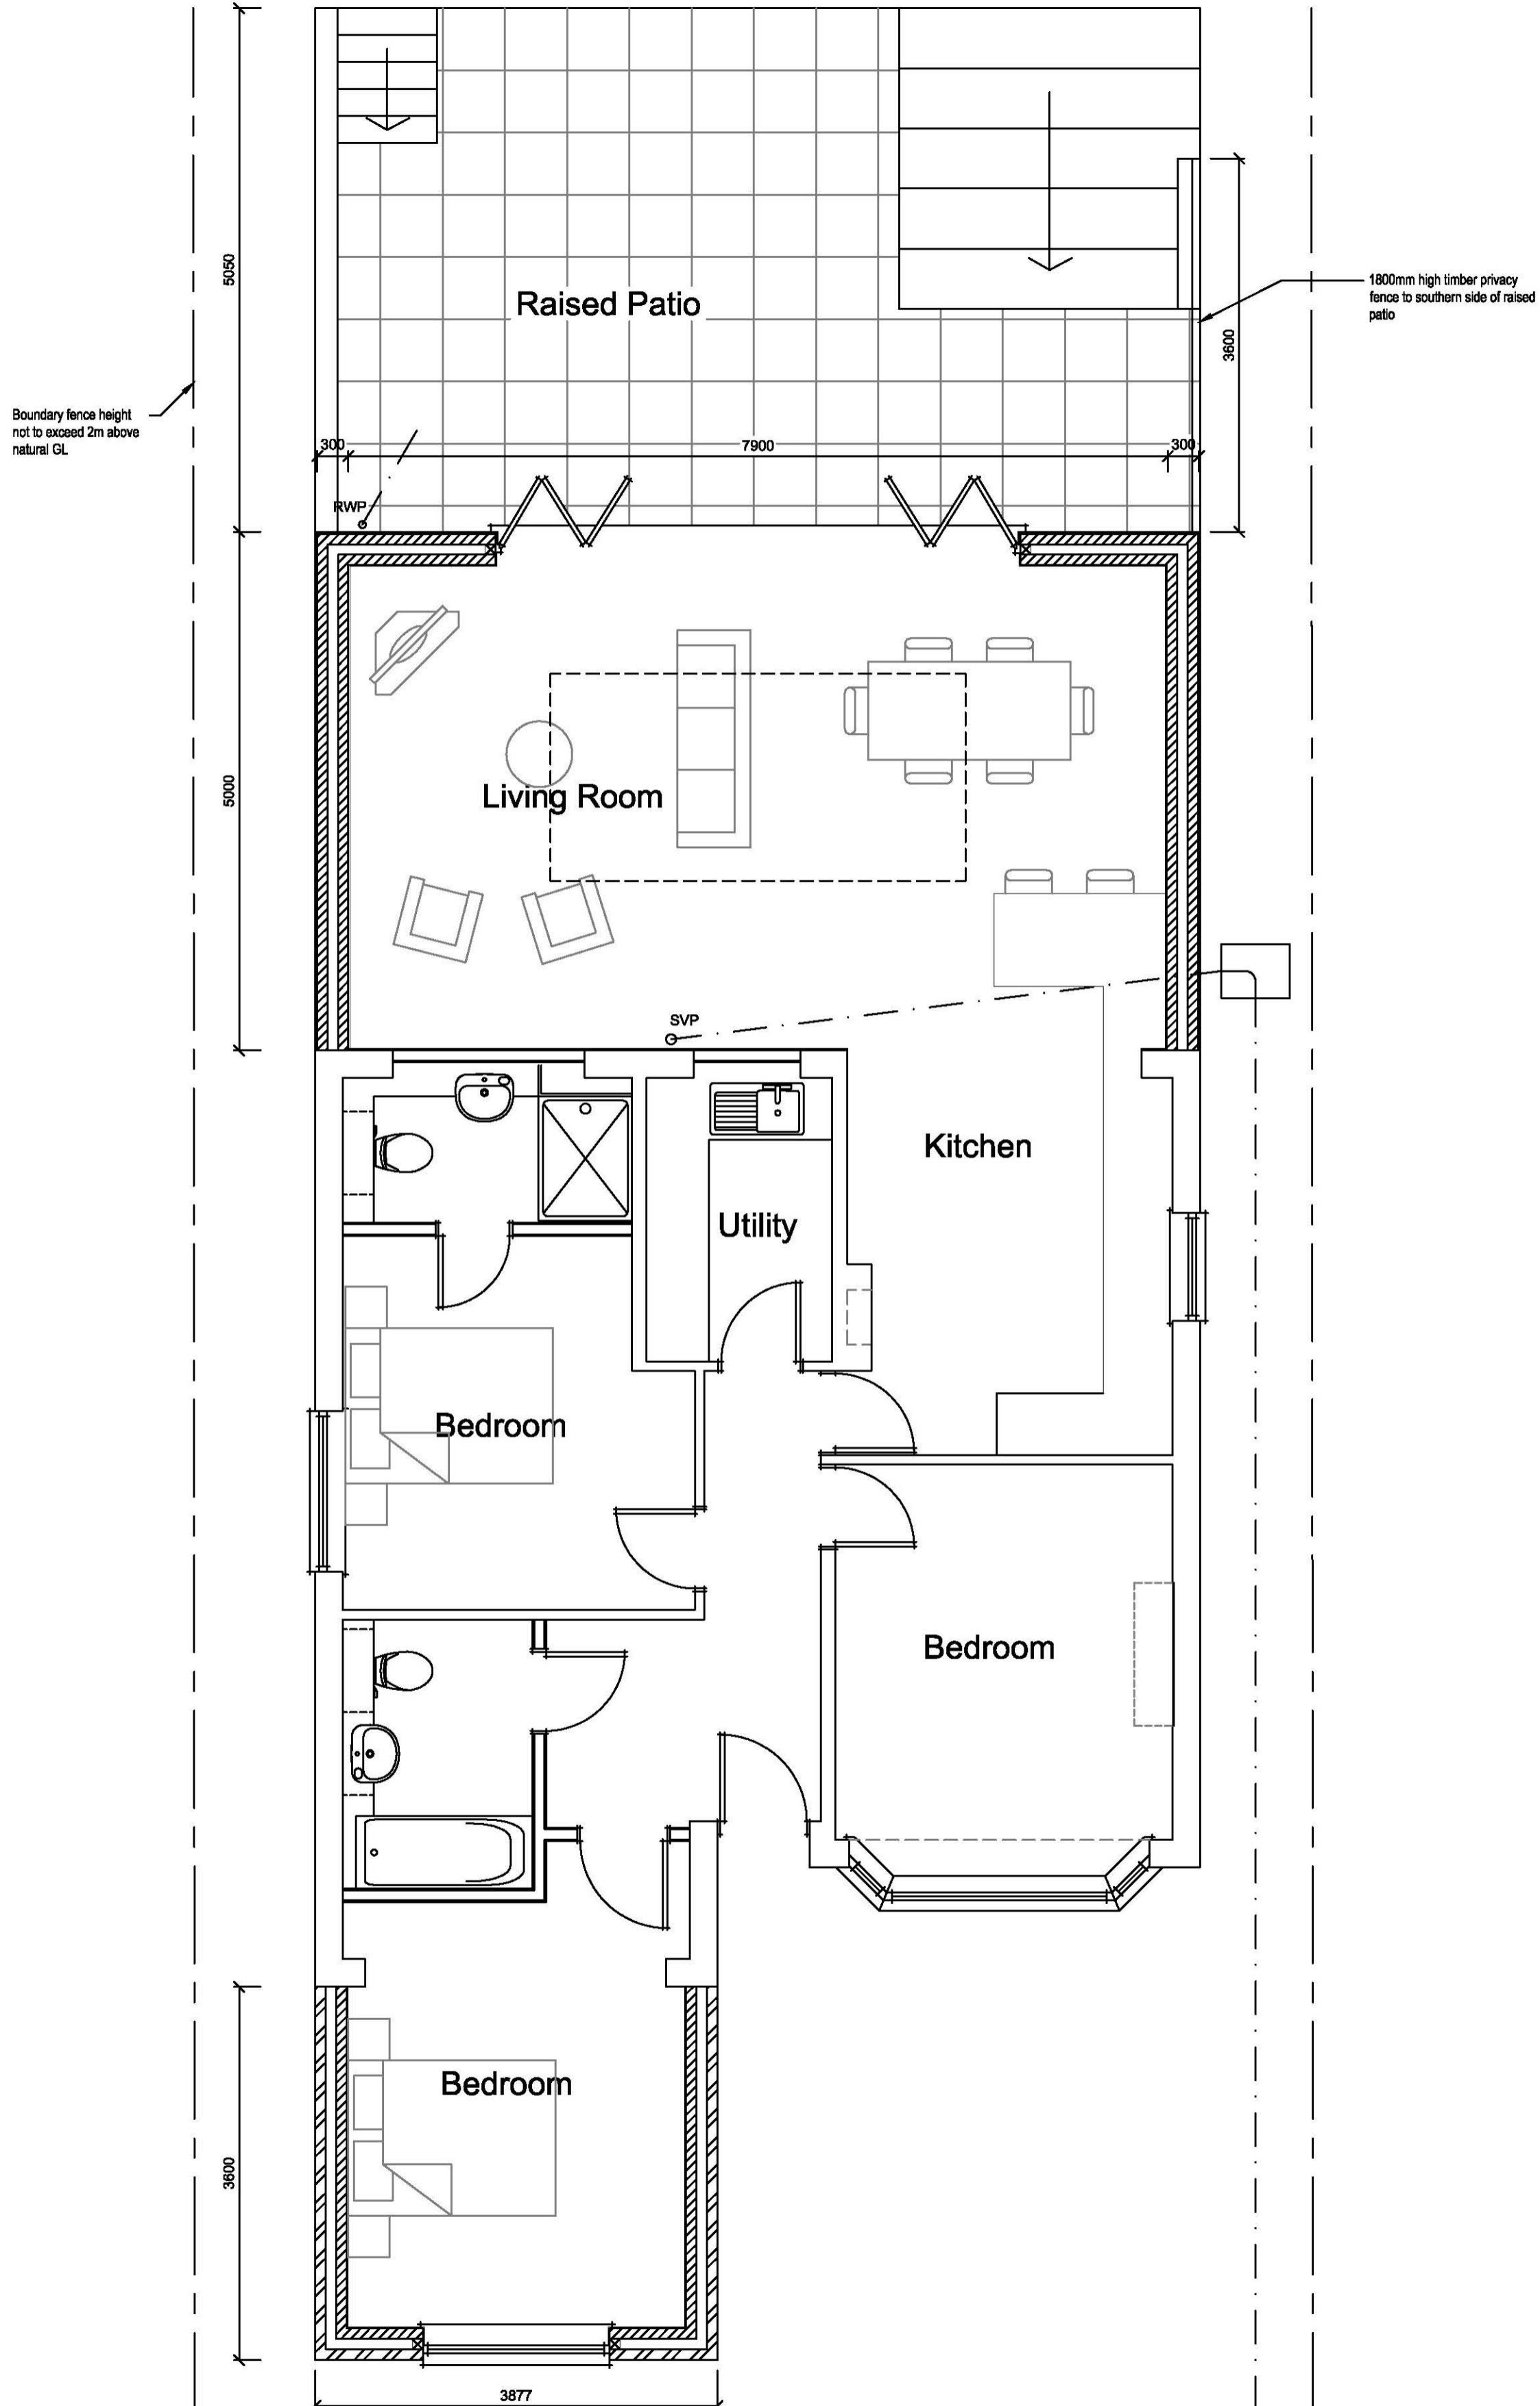 5050
Raised Patio
1800mm high timber privacy
fence to southern side of raised
patio
3600
Boundary fence height
not to exceed 2m above
natural GL
300
7900
300
RWP
5000
Living Room
SVP
Kitchen
Utility
Bedroom
Bedroom
Bedroom
3600
3877